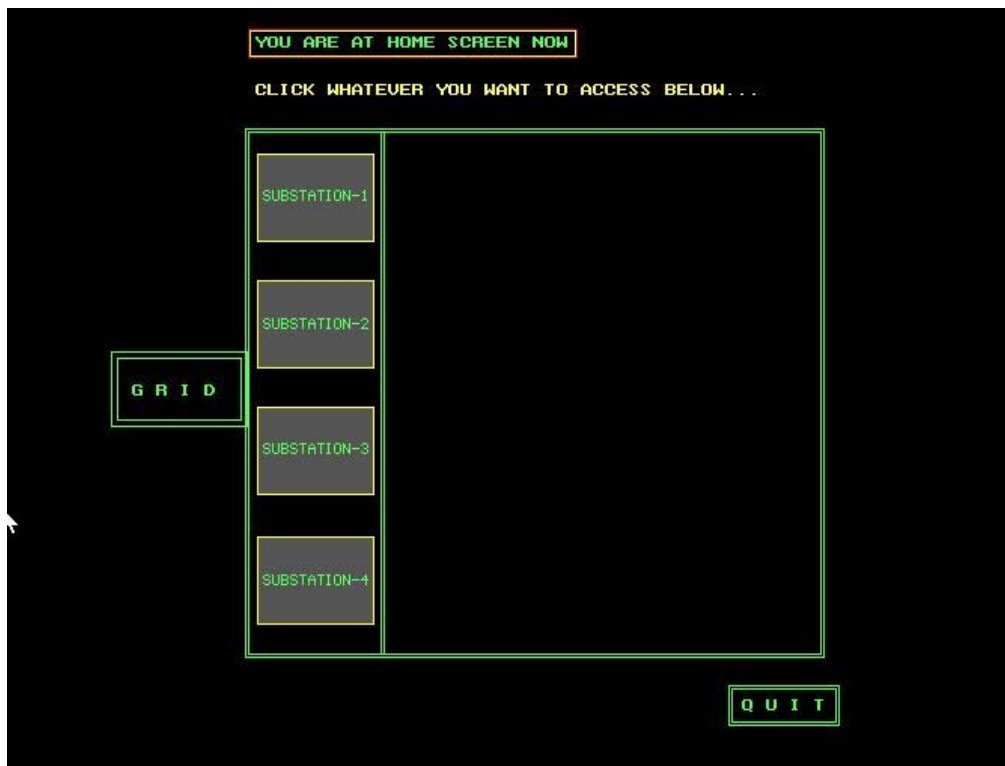 YOU ARE AT HOME SCREEN NOW
CLICK WHATEVER YOU WANT TO ACCESS BELOW...
SUBSTATION-1
SUBSTATION-2
G R I D
SUBSTATION-3
SUBSTATION-4
Q U I T